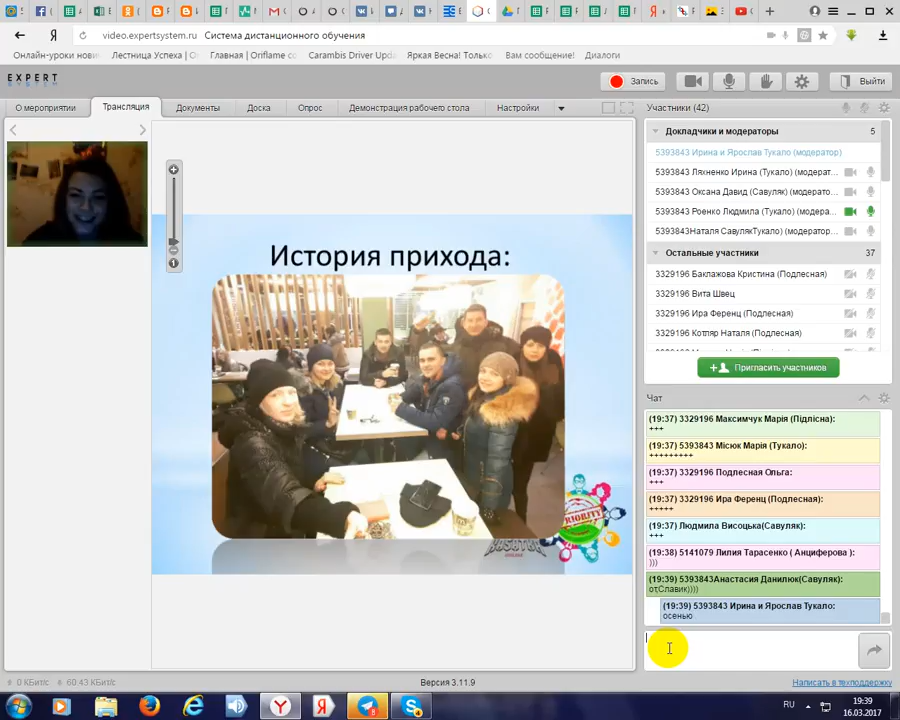 video.expertsystem.ru Система дистанционного обучения
Онлайн-уроки нович
Лестница Успеха (
Главная | Oriflame c
Carambis Driver Upd
Яркая Весна! Только
Вам сообщение!
Диалоги
EXPERT
SYSTEM
Запись
Выйти
О мероприятии
Трансляция
Документы
Доска
Опрос
Демонстрация рабочего стола
Настройки
История прихода:
PRIORITY
Участники (42)
Докладчики и модераторы 5
5393843 Ирина и Ярослав Тукало (модератор)
5393843 Ляхненко Ирина (Тукало) (модерат...
5393843 Оксана Давид (Савуляк) (модерато...
5393843 Роенко Людмила (Тукало) (модера...
5393843Наталя СавулякТукало) (модератор...
Остальные участники 37
3329196 Баклажова Кристина (Подлесная)
3329196 Вита Швец
3329196 Ира Ференц (Подлесная)
3329196 Котляр Наталя (Подлесная)
Пригласить участников
Чат
(19:37) 3329196 Максимчук Марія (Підлісна):
+++
(19:37) 5393843 Місюк Марія (Тукало):
+++++++++
(19:37) 3329196 Подлесная Ольга:
+++
(19:37) 3329196 Ира Ференц (Подлесная):
+++++
(19:37) Людмила Висоцька(Савуляк):
+++
(19:38) 5141079 Лилия Тарасенко ( Анциферова ):
)))
(19:39) 5393843Анастасия Данилюк(Савуляк):
от,Славик))))
(19:39) 5393843 Ирина и Ярослав Тукало:
осенью
0 КБит/с
60.43 КБит/с
Версия 3.11.9
Написать в техподдержку
RU
19:39
16.03.2017